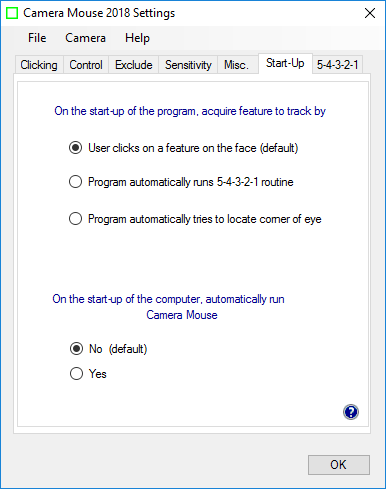 Camera Mouse 2018 Settings
File Camera Help
Clicking Control Exclude Sensitivity Misc. Start-Up 5-4-3-2-1
On the start-up of the program, acquire feature to track by
User clicks on a feature on the face (default)
Program automatically runs 5-4-3-2-1 routine
Program automatically tries to locate corner of eye
On the start-up of the computer, automatically run
Camera Mouse
No (default)
Yes
?
OK